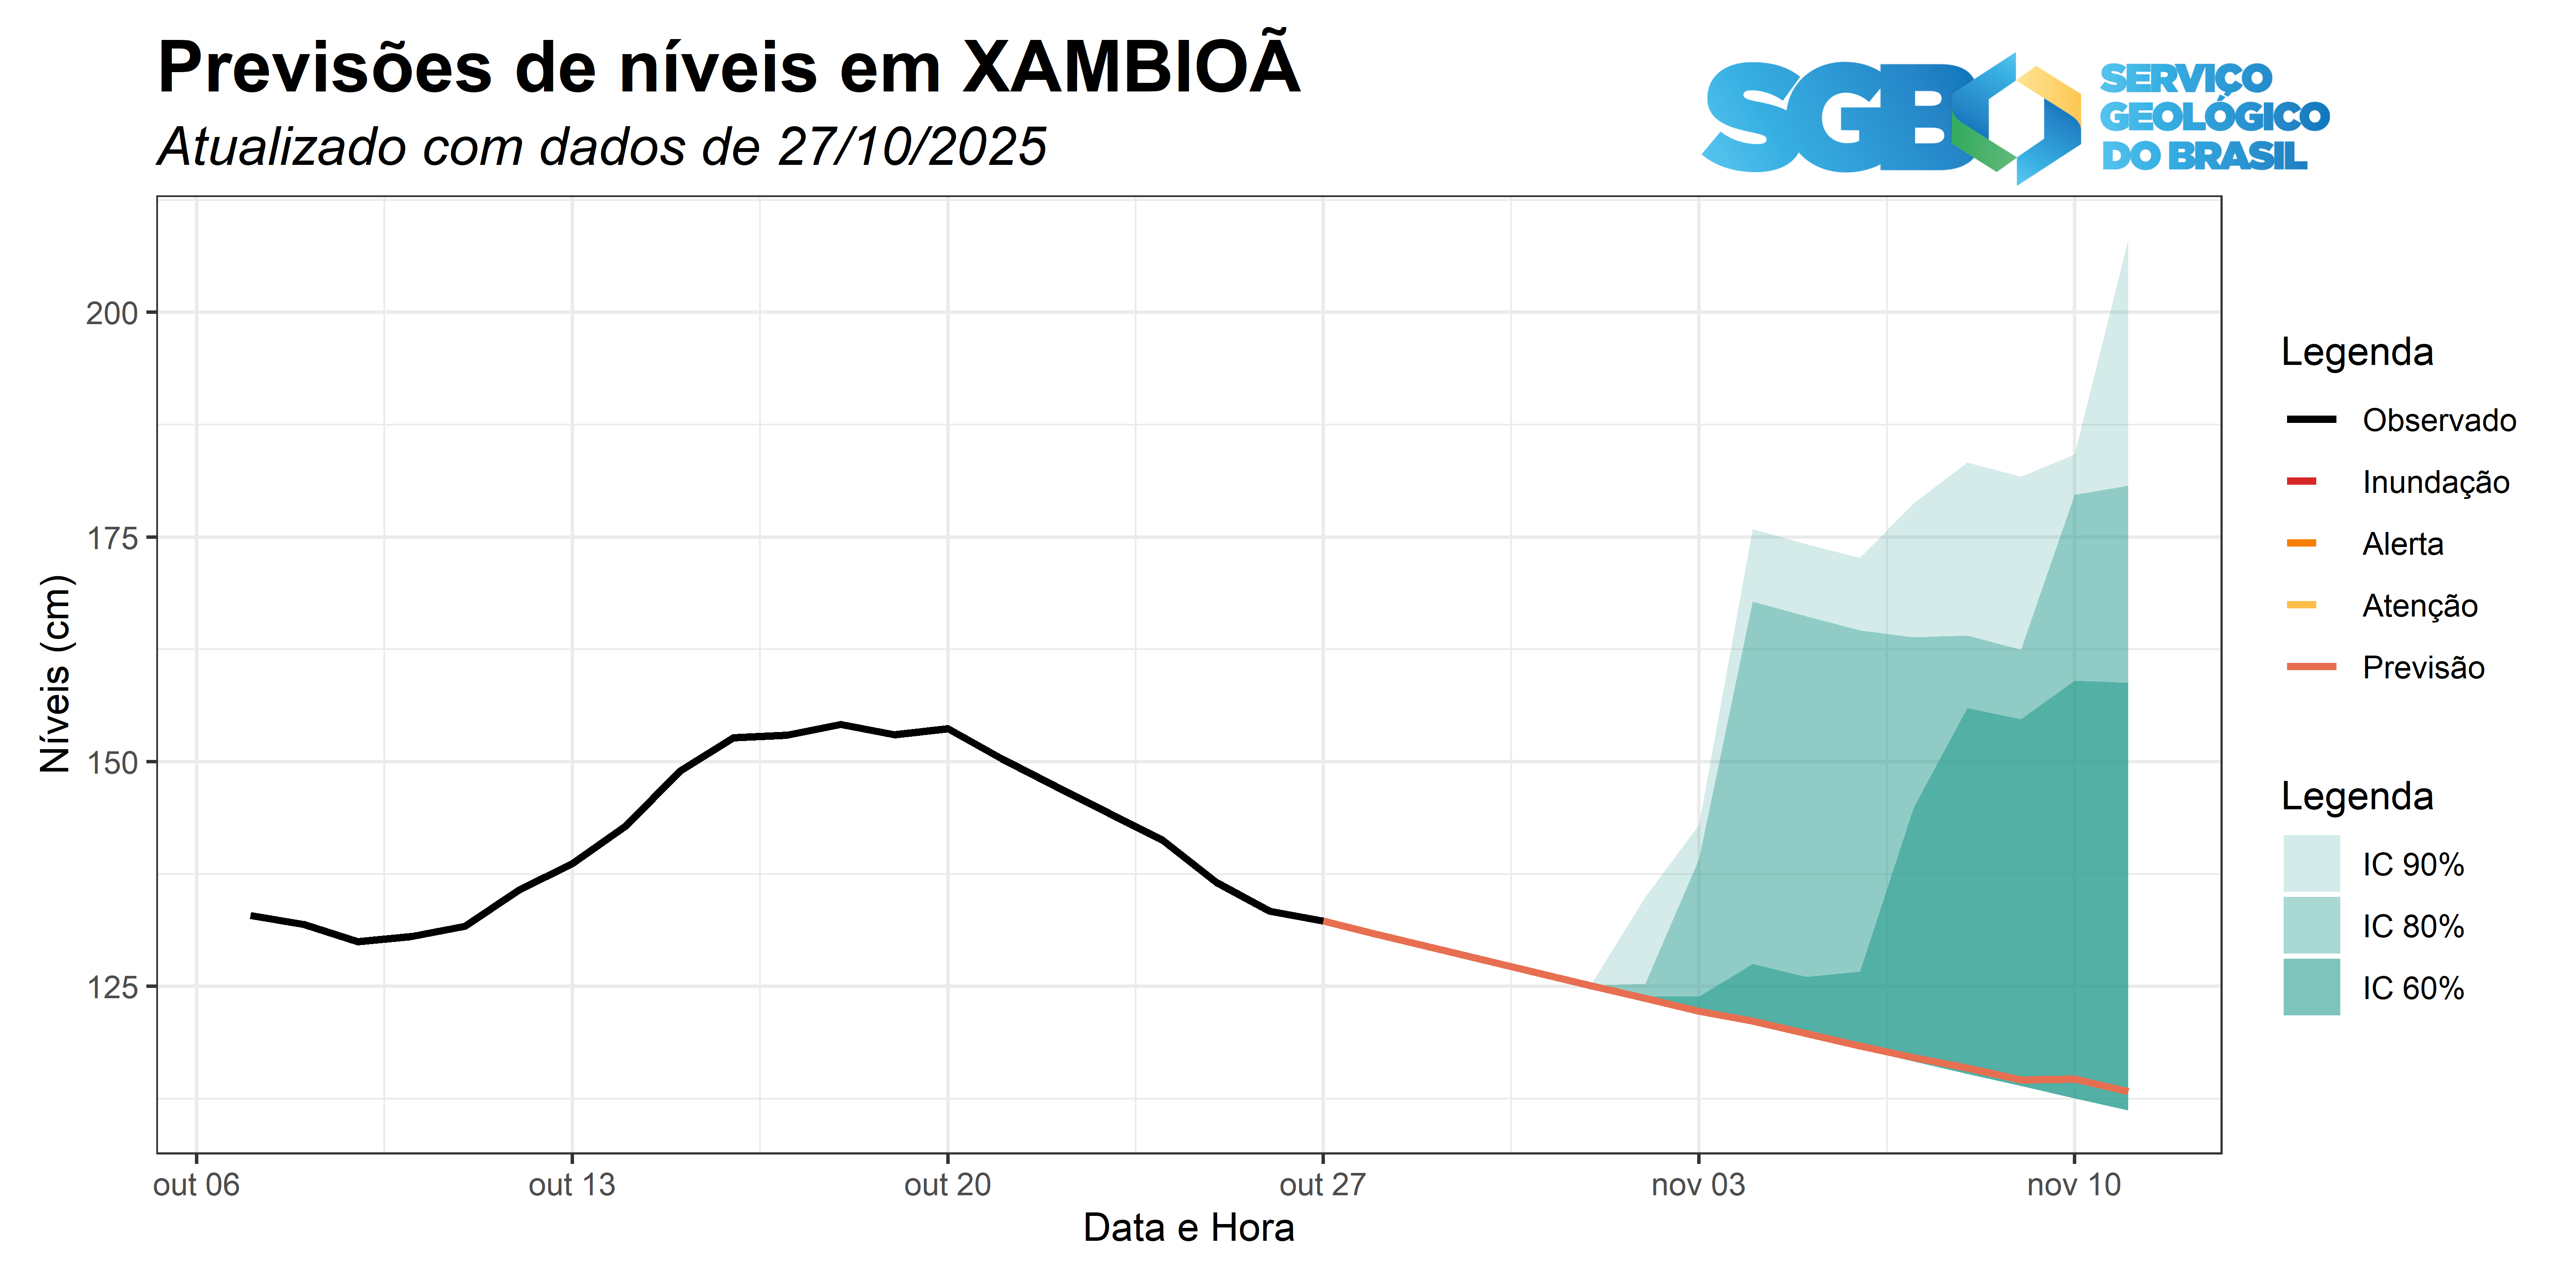 Previsões de níveis em XAMBIOÃ
Atualizado com dados de 27/10/2025
SGB
SERVIÇO
GEOLÓGICO
DO BRASIL
Níveis (cm)
200
175
150
125
out 06
out 13
out 20
out 27
nov 03
nov 10
Data e Hora
Legenda
Observado
Inundação
Alerta
Atenção
Previsão
Legenda
IC 90%
IC 80%
IC 60%